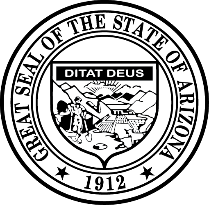 GREAT SEAL OF THE STATE OF ARIZONA
DITAT DEUS
1912